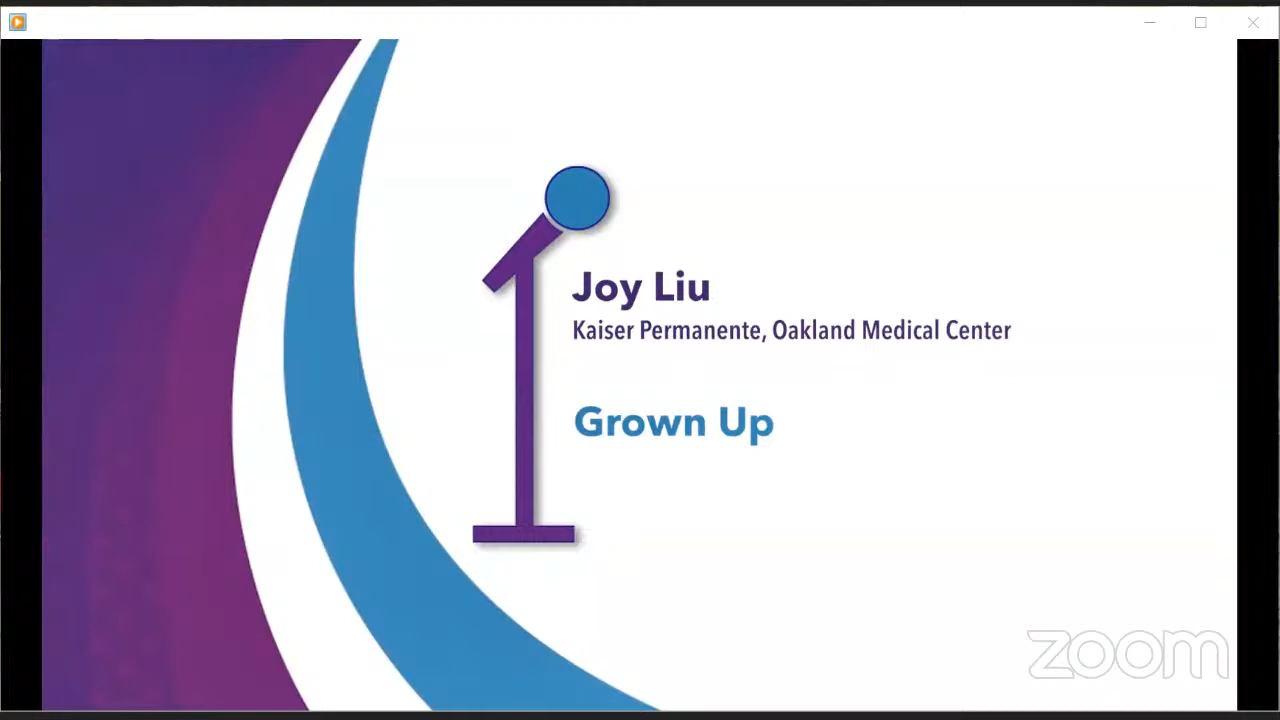 Joy Liu
Kaiser Permanente, Oakland Medical Center
Grown Up
zoom